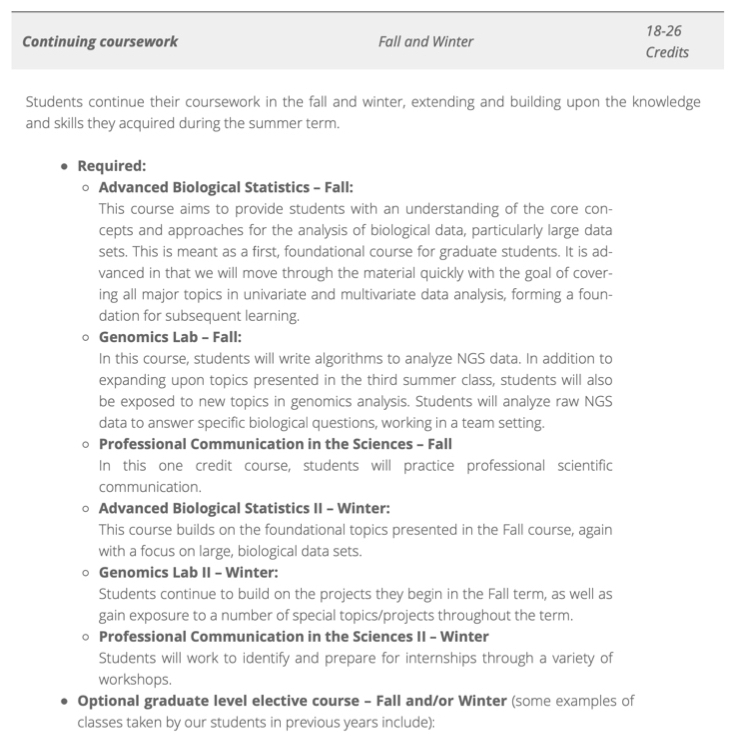 Continuing coursework Fall and Winter 18-26 Credits
Students continue their coursework in the fall and winter, extending and building upon the knowledge
and skills they acquired during the summer term.
• Required:
○ Advanced Biological Statistics – Fall:
This course aims to provide students with an understanding of the core con-
cepts and approaches for the analysis of biological data, particularly large data
sets. This is meant as a first, foundational course for graduate students. It is ad-
vanced in that we will move through the material quickly with the goal of cover-
ing all major topics in univariate and multivariate data analysis, forming a foun-
dation for subsequent learning.
○ Genomics Lab – Fall:
In this course, students will write algorithms to analyze NGS data. In addition to
expanding upon topics presented in the third summer class, students will also
be exposed to new topics in genomics analysis. Students will analyze raw NGS
data to answer specific biological questions, working in a team setting.
○ Professional Communication in the Sciences – Fall
In this one credit course, students will practice professional scientific
communication.
○ Advanced Biological Statistics II – Winter:
This course builds on the foundational topics presented in the Fall course, again
with a focus on large, biological data sets.
○ Genomics Lab II – Winter:
Students continue to build on the projects they begin in the Fall term, as well as
gain exposure to a number of special topics/projects throughout the term.
○ Professional Communication in the Sciences II – Winter
Students will work to identify and prepare for internships through a variety of
workshops.
• Optional graduate level elective course – Fall and/or Winter (some examples of
classes taken by our students in previous years include):